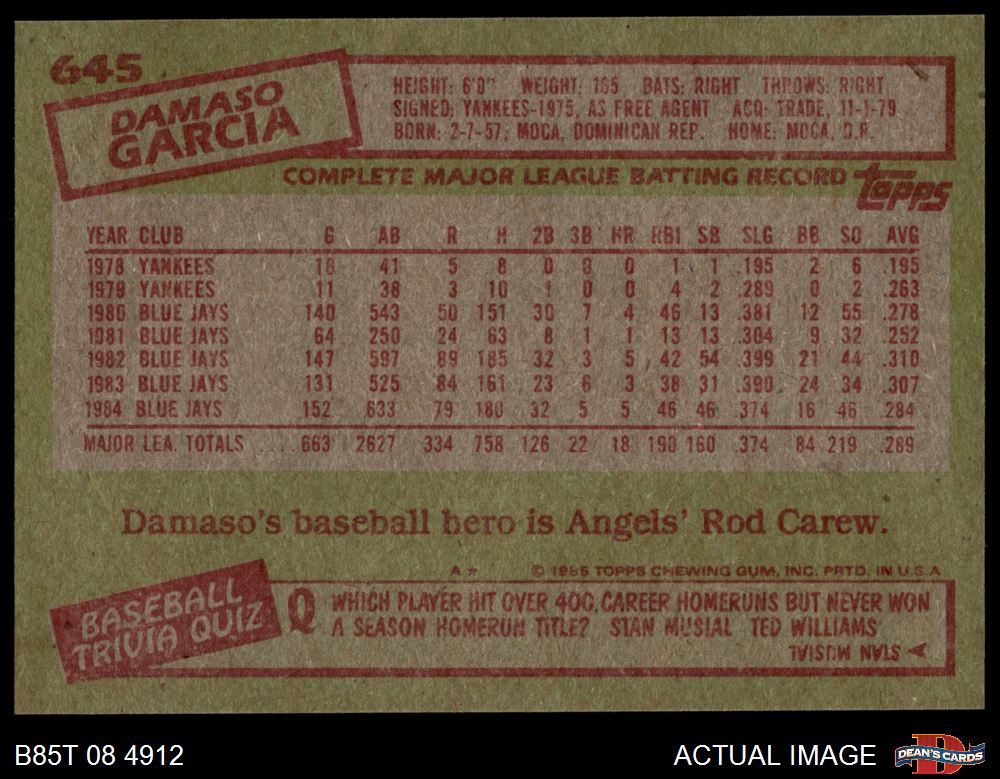 645
DAMASO
GARCIA
HEIGHT: 6'0" WEIGHT: 165 BATS: RIGHT THROWS: RIGHT
SIGNED: YANKEES-1975, AS FREE AGENT ACQ: TRADE, 11-1-79
BORN: 2-7-57, MOCA, DOMINICAN REP. HOME: MOCA, D.R.
COMPLETE MAJOR LEAGUE BATTING RECORD topps
YEAR CLUB G AB R H 2B 3B HR RBI SB SLG BB SO AVG
1978 YANKEES 18 41 5 8 0 0 0 1 1 .195 2 6 .195
1979 YANKEES 11 38 3 10 1 0 0 4 2 .289 0 2 .263
1980 BLUE JAYS 140 543 50 151 30 7 4 46 13 .381 12 55 .278
1981 BLUE JAYS 64 250 24 63 8 1 1 13 13 .304 9 32 .252
1982 BLUE JAYS 147 597 89 185 32 3 5 42 54 .399 21 44 .310
1983 BLUE JAYS 131 525 84 161 23 6 3 38 31 .390 24 34 .307
1984 BLUE JAYS 152 633 79 180 32 5 5 46 46 .374 16 46 .284
MAJOR LEA. TOTALS .... 663 2627 334 758 126 22 18 190 160 .374 84 219 .289
Damaso's baseball hero is Angels' Rod Carew.
A * © 1985 TOPPS CHEWING GUM, INC. PRTD. IN U.S.A
BASEBALL
TRIVIA QUIZ
Q WHICH PLAYER HIT OVER 400 CAREER HOMERUNS BUT NEVER WON
A SEASON HOMERUN TITLE? STAN MUSIAL TED WILLIAMS
A STAN MUSIAL
B85T 08 4912
ACTUAL IMAGE
D
DEAN'S CARDS